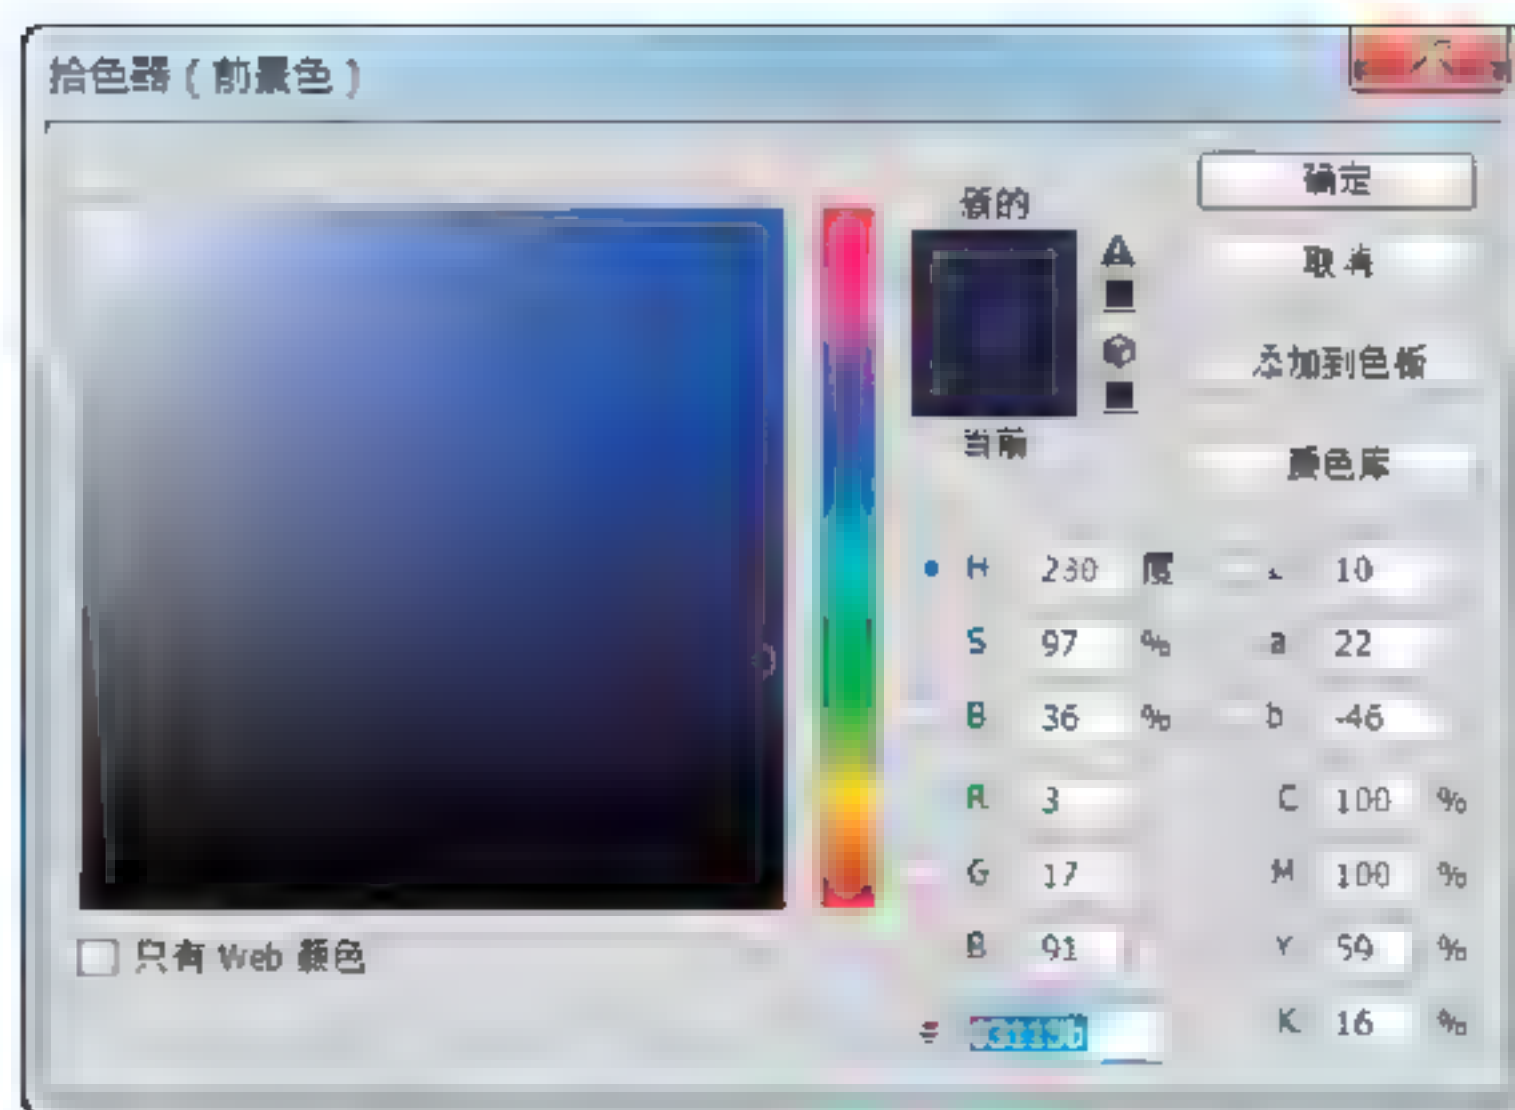 拾色器（前景色）
新的
当前
确定
取消
添加到色板
颜色库
H 230 度
S 97 %
B 36 %
R 3
G 17
B 91
# 03115b
L 10
a 22
b -46
C 100 %
M 100 %
Y 59 %
K 16 %
只有 Web 颜色